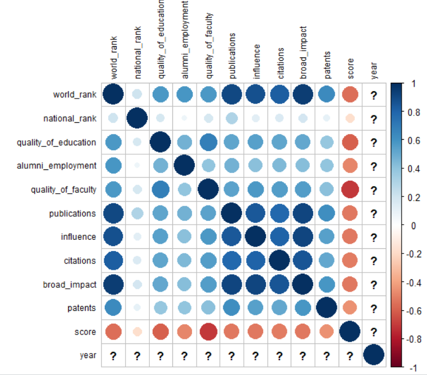 world_rank
national_rank
quality_of_education
alumni_employment
quality_of_faculty
publications
influence
citations
broad_impact
patents
score
year
world_rank ?
national_rank ?
quality_of_education ?
alumni_employment ?
quality_of_faculty ?
publications ?
influence ?
citations ?
broad_impact ?
patents ?
score ?
year ? ? ? ? ? ? ? ? ? ? ?
1
0.8
0.6
0.4
0.2
0
-0.2
-0.4
-0.6
-0.8
-1